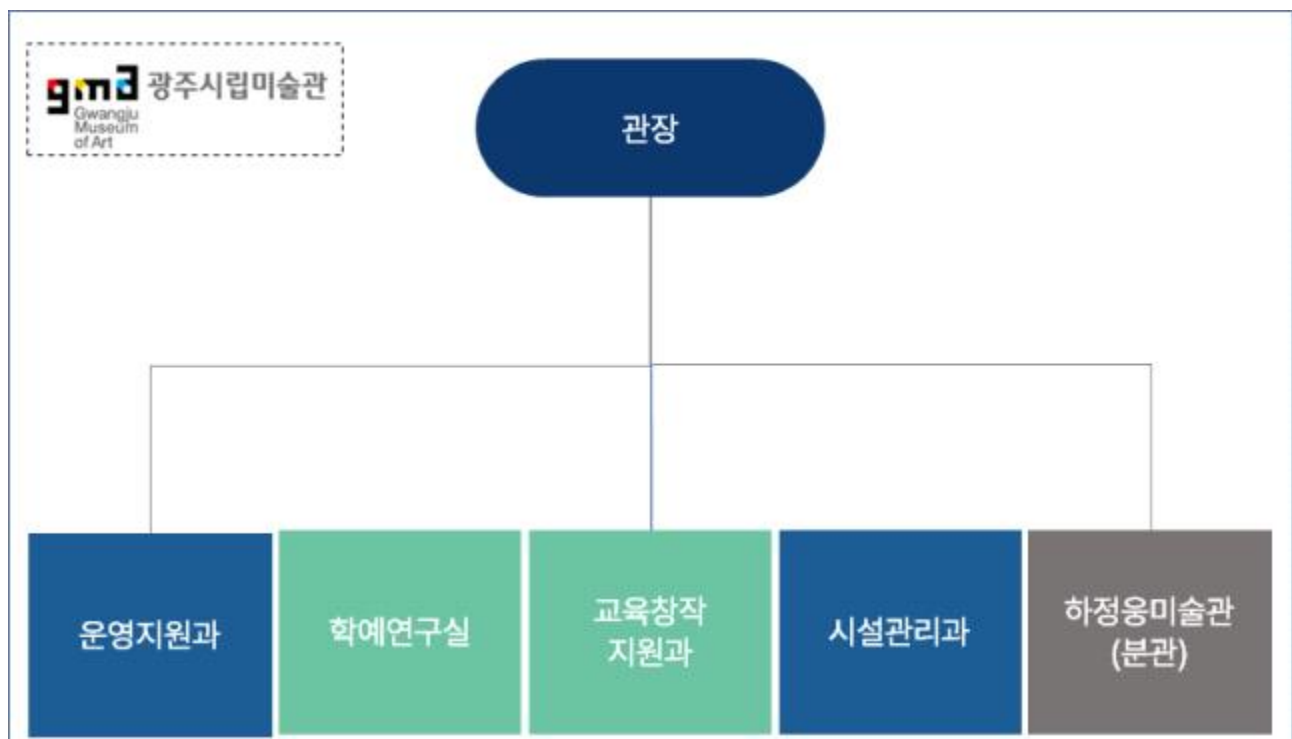 gma 광주시립미술관
Gwangju
Museum
of Art
관장
운영지원과
학예연구실
교육창작
지원과
시설관리과
하정웅미술관
(분관)